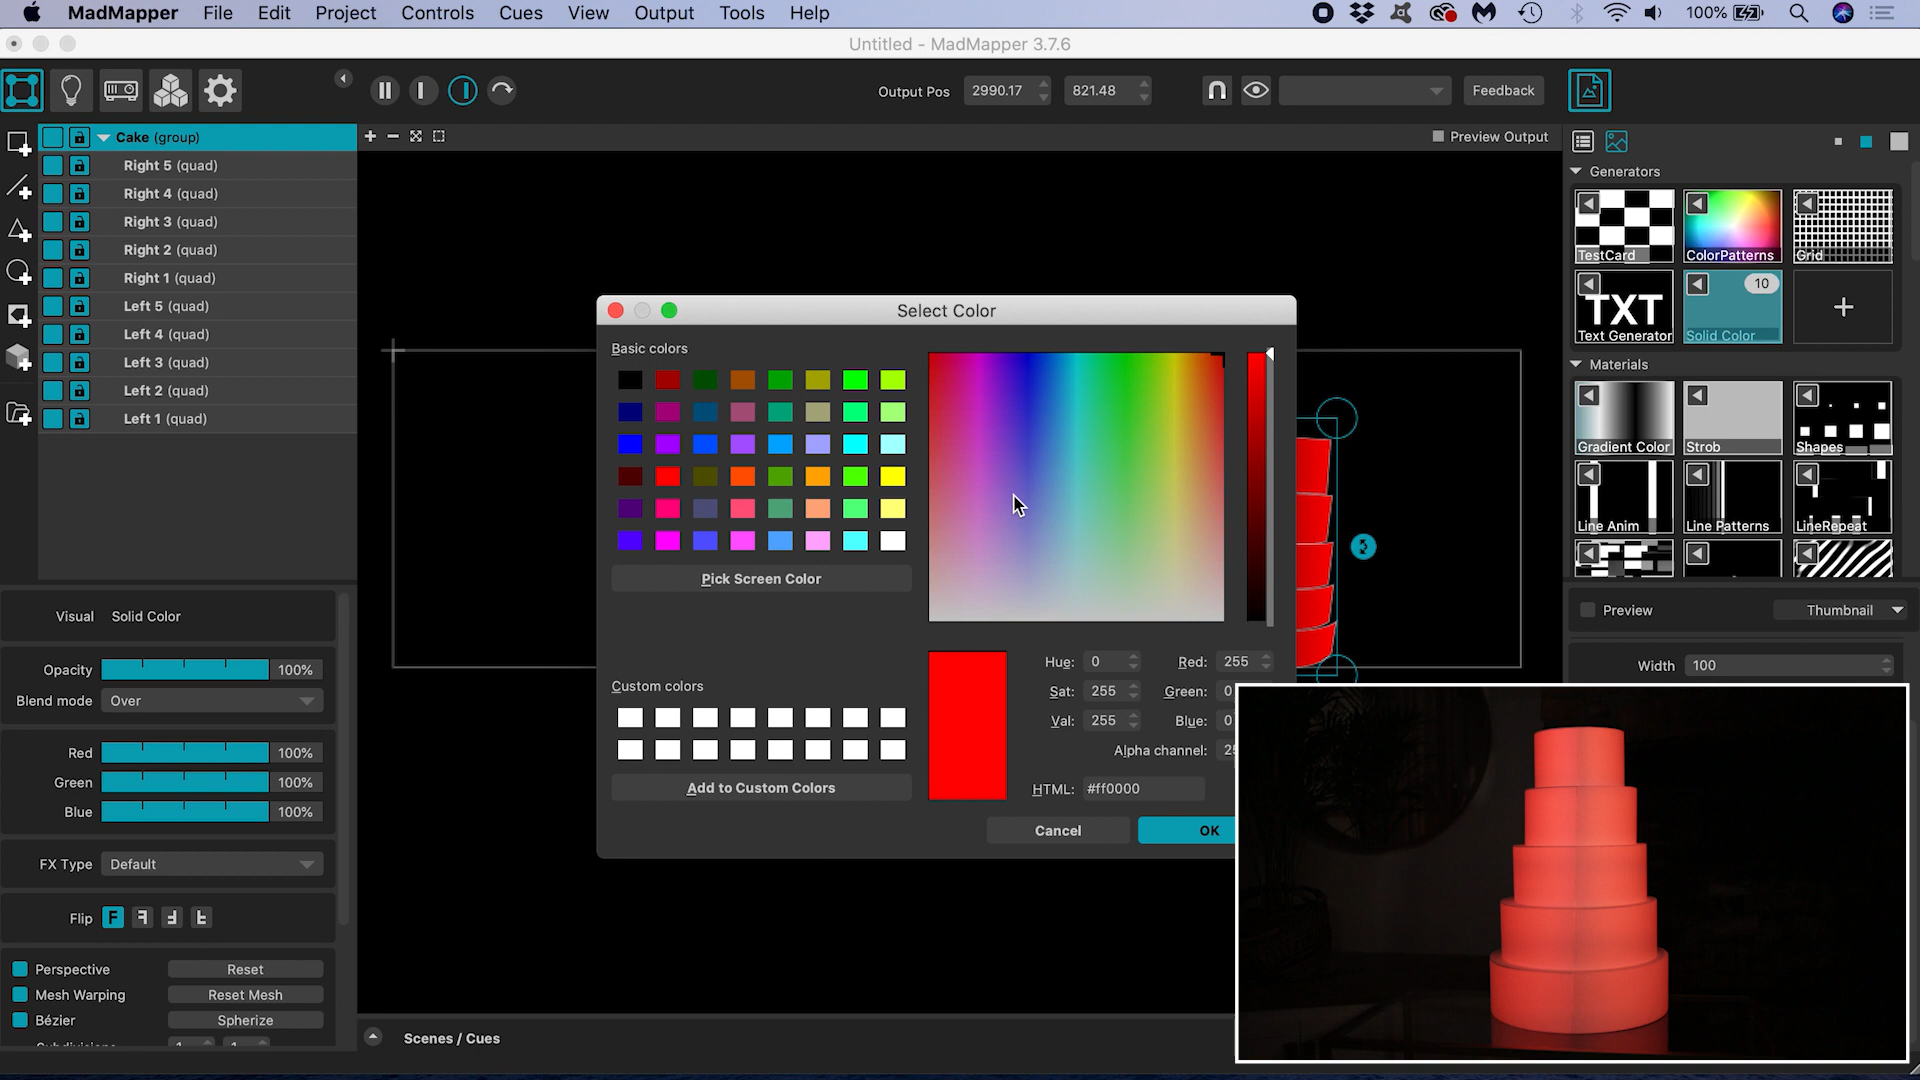 MadMapper File Edit Project Controls Cues View Output Tools Help 100%
Untitled - MadMapper 3.7.6
Output Pos 2990.17 821.48 Feedback
Cake (group)
Right 5 (quad)
Right 4 (quad)
Right 3 (quad)
Right 2 (quad)
Right 1 (quad)
Left 5 (quad)
Left 4 (quad)
Left 3 (quad)
Left 2 (quad)
Left 1 (quad)
Preview Output
Generators
TestCard ColorPatterns Grid
10
TXT
Text Generator Solid Color
Materials
Gradient Color Strob Shapes
Line Anim Line Patterns LineRepeat
Preview Thumbnail
Width 100
Select Color
Basic colors
Pick Screen Color
Custom colors
Add to Custom Colors
Hue: 0 Red: 255
Sat: 255 Green: 0
Val: 255 Blue: 0
Alpha channel:
HTML: #ff0000
Cancel OK
Visual Solid Color
Opacity 100%
Blend mode Over
Red 100%
Green 100%
Blue 100%
FX Type Default
Flip F
Perspective Reset
Mesh Warping Reset Mesh
Bézier Spherize
Scenes / Cues